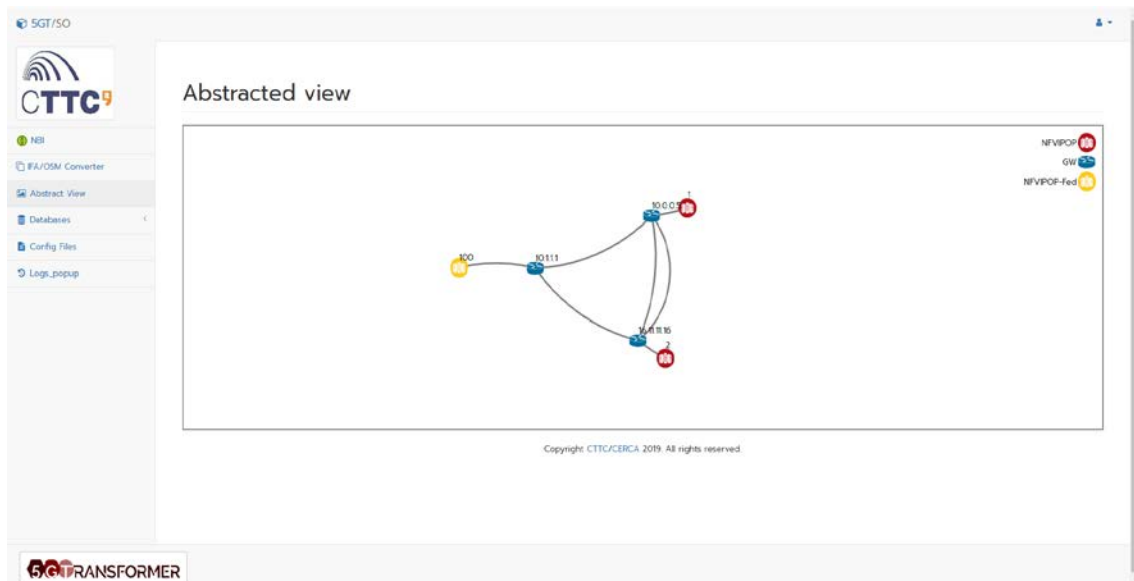 5GT/SO
CTTC9
Abstracted view
NBI
IFA/OSM Converter
Abstract View
Databases
Config Files
Logs_popup
NFVIPOP
GW
NFVIPOP-Fed
1
10.0.0.5
100
10.1.1.1
2
Copyright CTTC/CERCA 2019. All rights reserved
5GTRANSFORMER